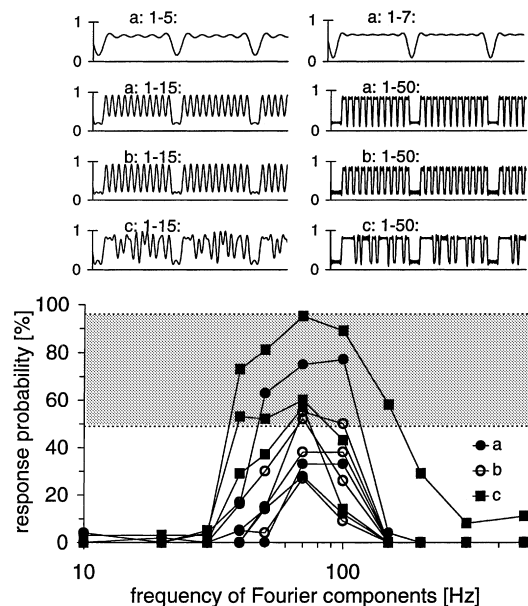 a: 1-5:
1
0
a: 1-7:
1
0
a: 1-15:
1
0
a: 1-50:
1
0
b: 1-15:
1
0
b: 1-50:
1
0
c: 1-15:
1
0
c: 1-50:
1
0
response probability [%]
100
80
60
40
20
0
a
b
c
10
100
frequency of Fourier components [Hz]